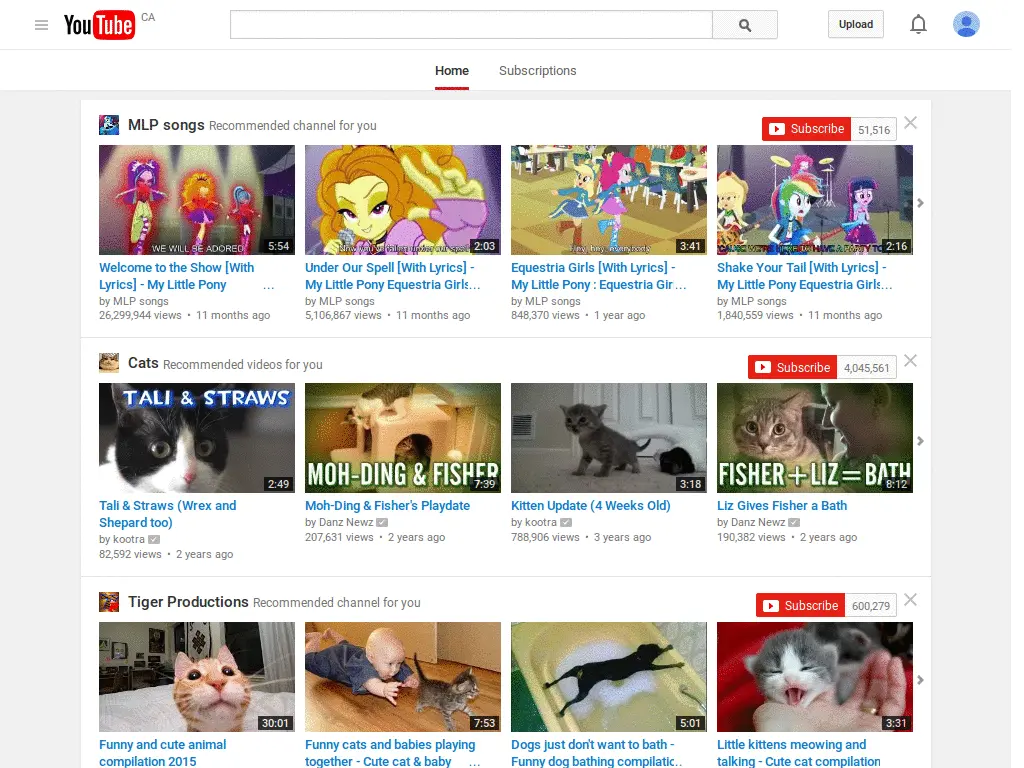 YouTube CA
Upload
Home Subscriptions
MLP songs Recommended channel for you
Subscribe 51,516
WE WILL BE ADORED 5:54
2:03
3:41
2:16
Welcome to the Show [With Lyrics] - My Little Pony ...
by MLP songs
26,299,944 views • 11 months ago
Under Our Spell [With Lyrics] - My Little Pony Equestria Girls...
by MLP songs
5,106,867 views • 11 months ago
Equestria Girls [With Lyrics] - My Little Pony : Equestria Gir...
by MLP songs
848,370 views • 1 year ago
Shake Your Tail [With Lyrics] - My Little Pony Equestria Girls...
by MLP songs
1,840,559 views • 11 months ago
Cats Recommended videos for you
Subscribe 4,045,561
TALI & STRAWS 2:49
MOH-DING & FISHER 7:39
3:18
FISHER + LIZ = BATH 8:12
Tali & Straws (Wrex and Shepard too)
by kootra
82,592 views • 2 years ago
Moh-Ding & Fisher's Playdate
by Danz Newz
207,631 views • 2 years ago
Kitten Update (4 Weeks Old)
by kootra
788,906 views • 3 years ago
Liz Gives Fisher a Bath
by Danz Newz
190,382 views • 2 years ago
Tiger Productions Recommended channel for you
Subscribe 600,279
30:01
7:53
5:01
3:31
Funny and cute animal compilation 2015
Funny cats and babies playing together - Cute cat & baby ...
Dogs just don't want to bath - Funny dog bathing compilatic..
Little kittens meowing and talking - Cute cat compilation